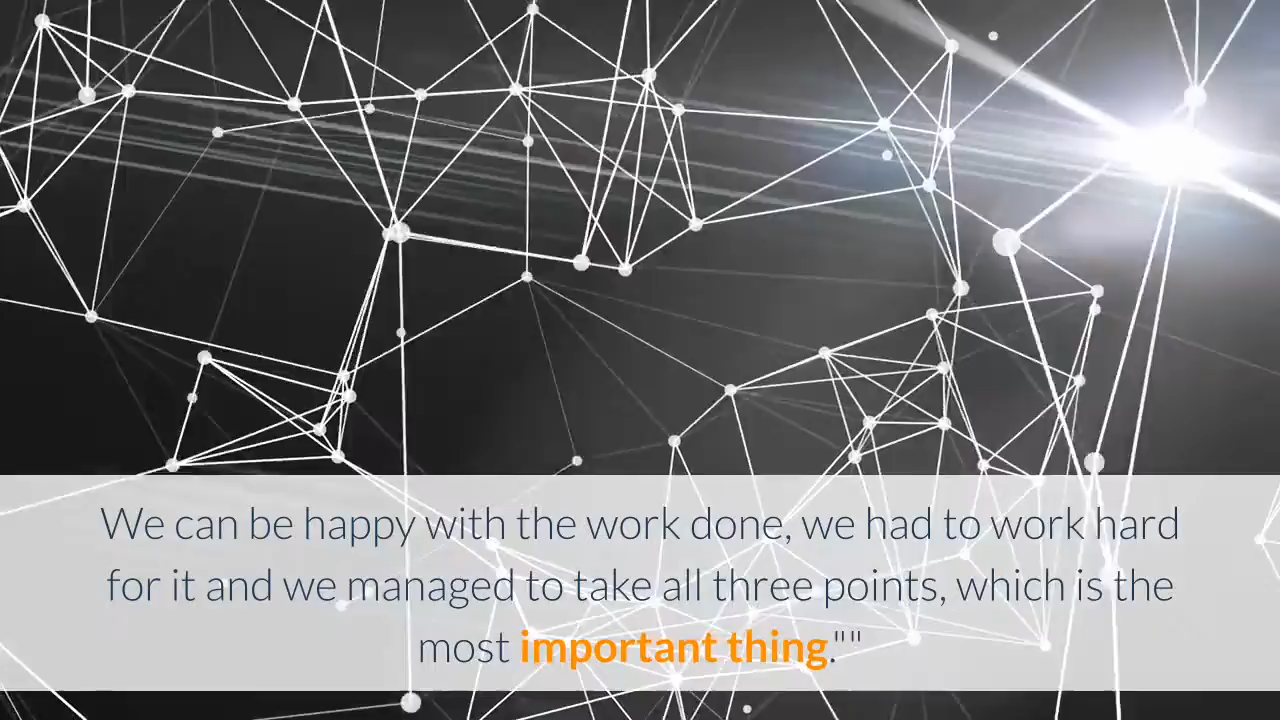 We can be happy with the work done, we had to work hard
for it and we managed to take all three points, which is the
most important thing.""